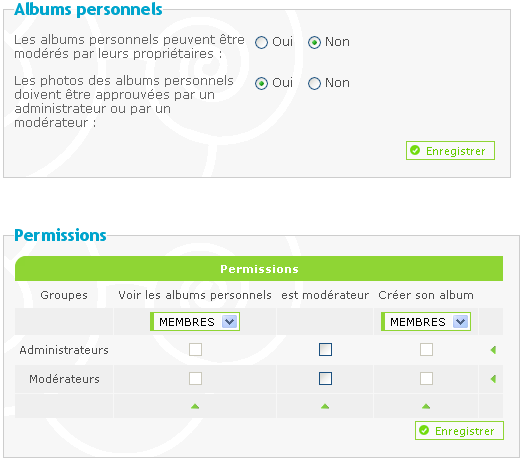 Albums personnels
Les albums personnels peuvent être Oui Non
modérés par leurs propriétaires :
Les photos des albums personnels Oui Non
doivent être approuvées par un
administrateur ou par un
modérateur :
Enregistrer
Permissions
Permissions
Groupes Voir les albums personnels est modérateur Créer son album
MEMBRES MEMBRES
Administrateurs
Modérateurs
Enregistrer